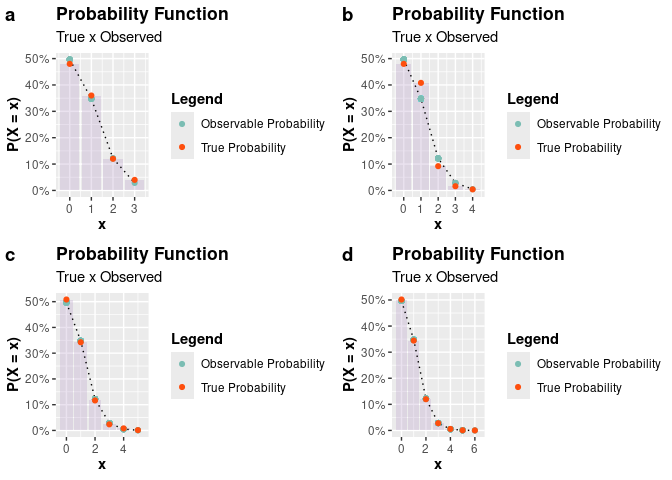 a
Probability Function
True x Observed
P(X = x)
50%
40%
30%
20%
10%
0%
0 1 2 3
x
Legend
Observable Probability
True Probability
b
Probability Function
True x Observed
P(X = x)
50%
40%
30%
20%
10%
0%
0 1 2 3 4
x
Legend
Observable Probability
True Probability
c
Probability Function
True x Observed
P(X = x)
50%
40%
30%
20%
10%
0%
0 2 4
x
Legend
Observable Probability
True Probability
d
Probability Function
True x Observed
P(X = x)
50%
40%
30%
20%
10%
0%
0 2 4 6
x
Legend
Observable Probability
True Probability